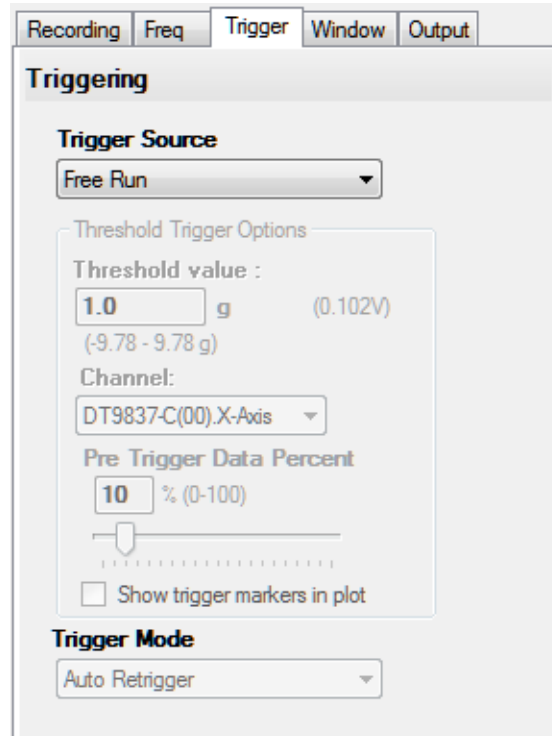 Recording Freq Trigger Window Output
Triggering
Trigger Source
Free Run
Threshold Trigger Options
Threshold value :
1.0 g (0.102V)
(-9.78 - 9.78 g)
Channel:
DT9837-C(00).X-Axis
Pre Trigger Data Percent
10 % (0-100)
Show trigger markers in plot
Trigger Mode
Auto Retrigger